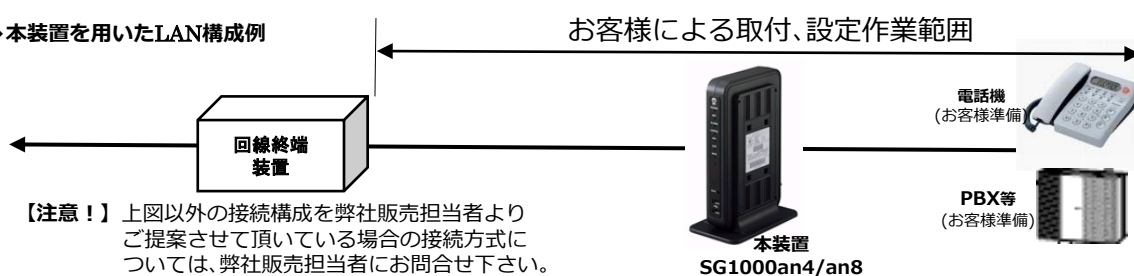 本装置を用いたLAN構成例
お客様による取付、設定作業範囲
電話機
(お客様準備)
回線終端
装置
PBX等
(お客様準備)
【注意！】上図以外の接続構成を弊社販売担当者より
ご提案させて頂いている場合の接続方式に
ついては、弊社販売担当者にお問合せ下さい。
本装置
SG1000an4/an8